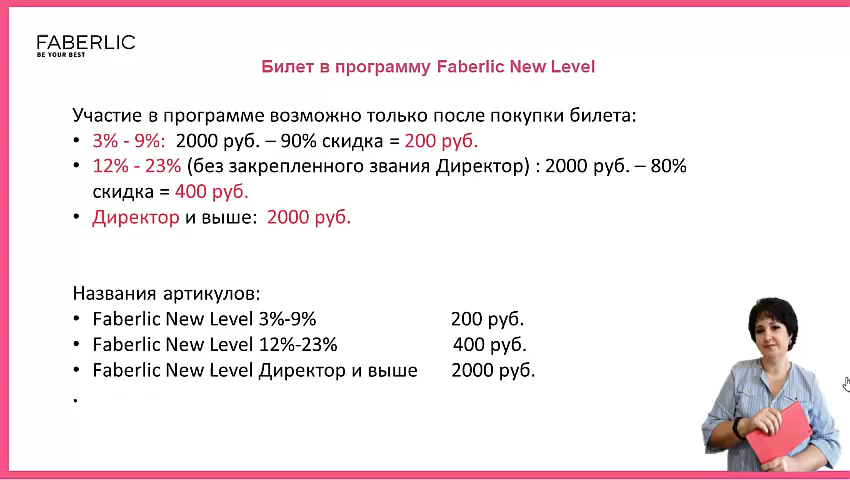 FABERLIC
BE YOUR BEST
Билет в программу Faberlic New Level
Участие в программе возможно только после покупки билета:
• 3% - 9%: 2000 руб. – 90% скидка = 200 руб.
• 12% - 23% (без закрепленного звания Директор) : 2000 руб. – 80%
скидка = 400 руб.
• Директор и выше: 2000 руб.
Названия артикулов:
• Faberlic New Level 3%-9% 200 руб.
• Faberlic New Level 12%-23% 400 руб.
• Faberlic New Level Директор и выше 2000 руб.
.